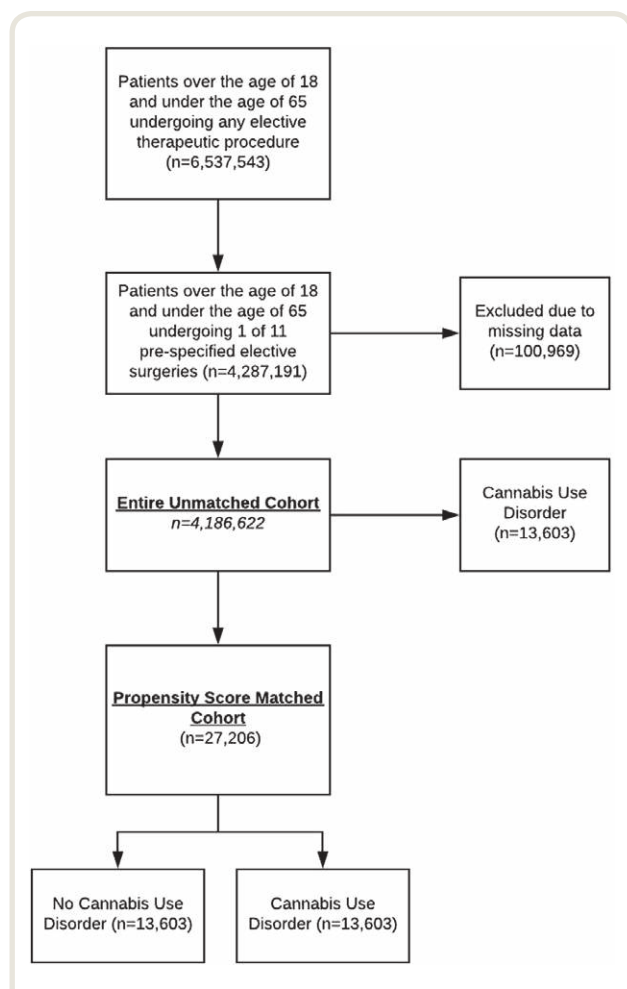 Patients over the age of 18
and under the age of 65
undergoing any elective
therapeutic procedure
(n=6,537,543)
Patients over the age of 18
and under the age of 65
undergoing 1 of 11
pre-specified elective
surgeries (n=4,287,191)
Excluded due to
missing data
(n=100,969)
Entire Unmatched Cohort
n=4,186,622
Cannabis Use
Disorder
(n=13,603)
Propensity Score Matched
Cohort
(n=27,206)
No Cannabis Use
Disorder (n=13,603)
Cannabis Use
Disorder (n=13,603)